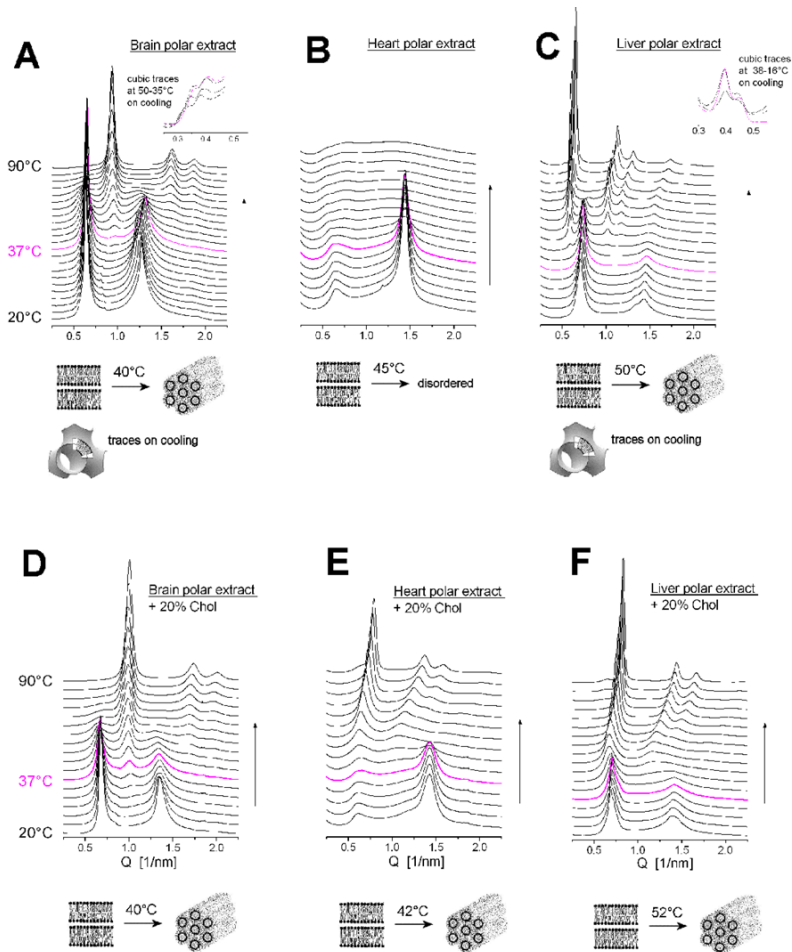 A
Brain polar extract
cubic traces
at 50-35°C
on cooling
0.4
0.6
90°C
37°C
20°C
0.5
1.0
1.5
2.0
40°C
traces on cooling
B
Heart polar extract
0.5
1.0
1.5
2.0
45°C
disordered
C
Liver polar extract
cubic traces
at 38-16°C
on cooling
0.3
0.4
0.5
0.5
1.0
1.5
2.0
50°C
traces on cooling
D
Brain polar extract
+ 20% Chol
90°C
37°C
20°C
0.5
1.0
1.5
2.0
Q [1/nm]
40°C
E
Heart polar extract
+ 20% Chol
0.5
1.0
1.5
2.0
Q [1/nm]
42°C
F
Liver polar extract
+ 20% Chol
0.5
1.0
1.5
2.0
Q [1/nm]
52°C